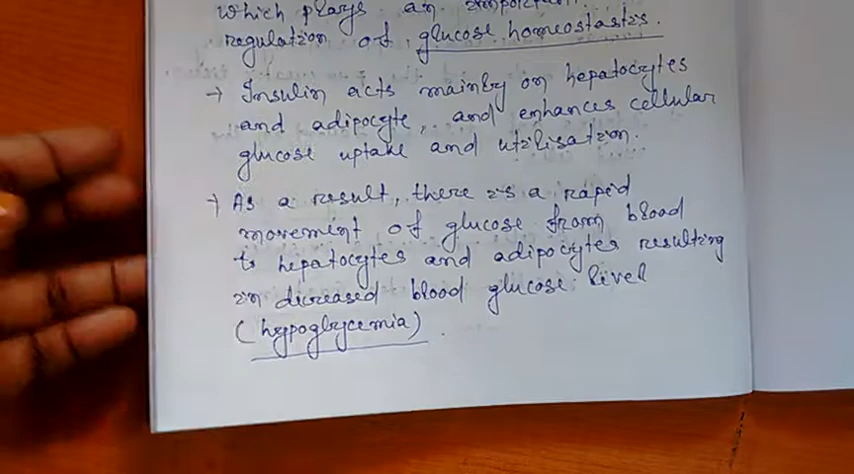 which plays an important
regulation of glucose homeostasis.
→ Insulin acts mainly on hepatocytes
and adipocyte, and enhances cellular
glucose uptake and utilisation.
→ As a result, there is a rapid
movement of glucose from blood
to hepatocytes and adipocytes resulting
in dicreased blood glucose level
(hypoglycemia).